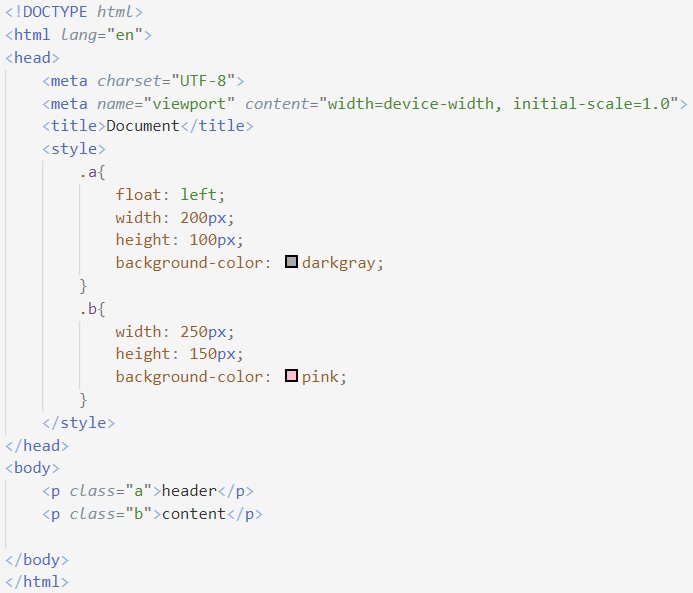 <!DOCTYPE html>
<html lang="en">
<head>
    <meta charset="UTF-8">
    <meta name="viewport" content="width=device-width, initial-scale=1.0">
    <title>Document</title>
    <style>
        .a{
            float: left;
            width: 200px;
            height: 100px;
            background-color: darkgray;
        }
        .b{
            width: 250px;
            height: 150px;
            background-color: pink;
        }
    </style>
</head>
<body>
    <p class="a">header</p>
    <p class="b">content</p>

</body>
</html>